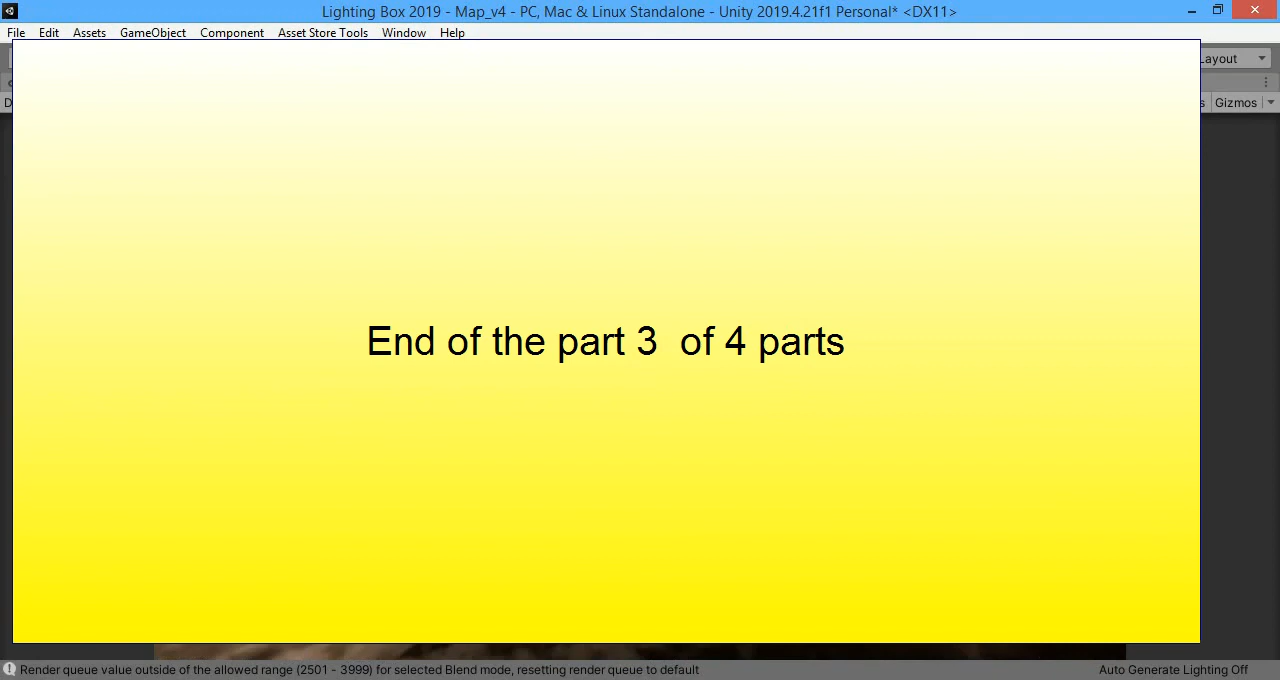 Lighting Box 2019 - Map_v4 - PC, Mac & Linux Standalone - Unity 2019.4.21f1 Personal* <DX11>
File Edit Assets GameObject Component Asset Store Tools Window Help
Layout
D s Gizmos
End of the part 3 of 4 parts
Render queue value outside of the allowed range (2501 - 3999) for selected Blend mode, resetting render queue to default Auto Generate Lighting Off